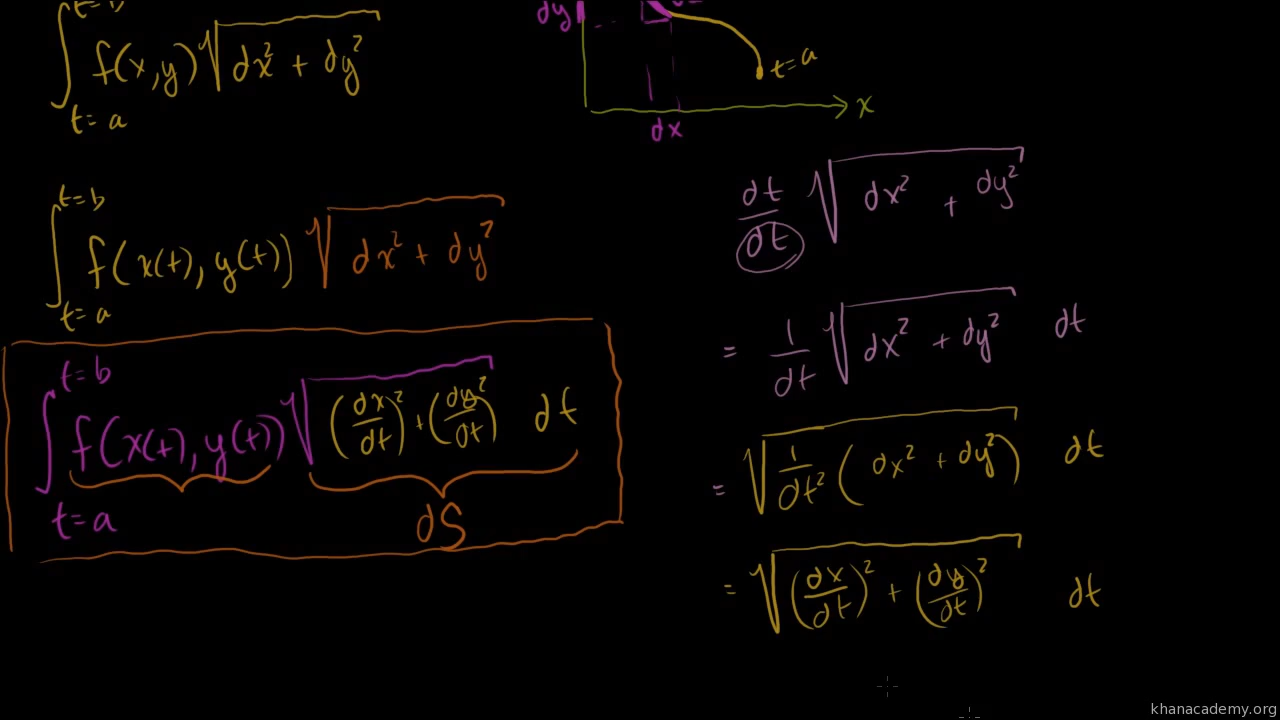 t=b
∫ f(x,y) √(dx² + dy²)
t=a
dy
t=a
x
dx
t=b
∫ f(x(t), y(t)) √(dx² + dy²)
t=a
t=b
∫ f(x(t), y(t)) √((dx/dt)² + (dy/dt)²) dt
t=a
dS
dt/dt √(dx² + dy²)
= 1/dt √(dx² + dy²) dt
= √(1/dt² (dx² + dy²)) dt
= √((dx/dt)² + (dy/dt)²) dt
khanacademy.org